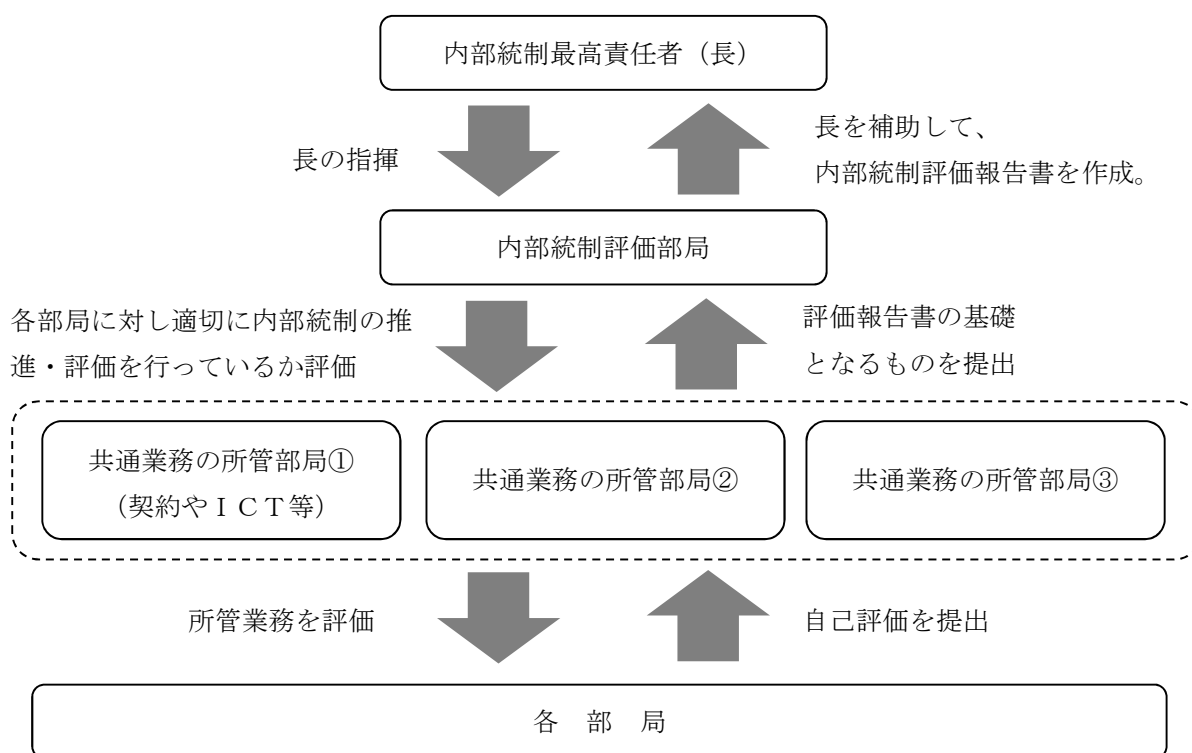 内部統制最高責任者（長）
長の指揮
長を補助して、
内部統制評価報告書を作成。
内部統制評価部局
各部局に対し適切に内部統制の推
進・評価を行っているか評価
評価報告書の基礎
となるものを提出
共通業務の所管部局①
（契約やＩＣＴ等）
共通業務の所管部局②
共通業務の所管部局③
所管業務を評価
自己評価を提出
各　部　局